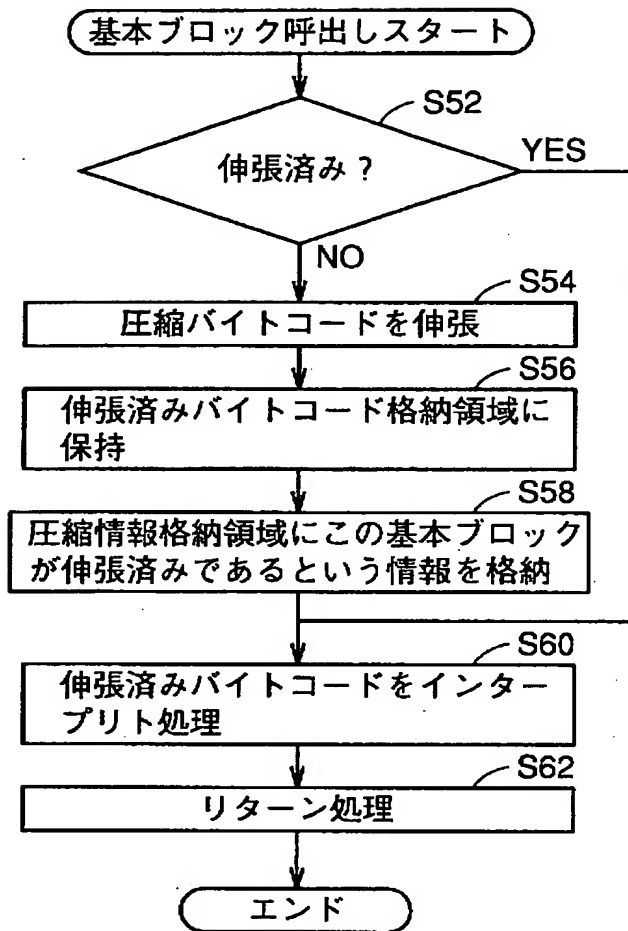 基本ブロック呼出しスタート
S52
伸張済み？
YES
NO
S54
圧縮バイトコードを伸張
S56
伸張済みバイトコード格納領域に
保持
S58
圧縮情報格納領域にこの基本ブロック
が伸張済みであるという情報を格納
S60
伸張済みバイトコードをインター
プリト処理
S62
リターン処理
エンド